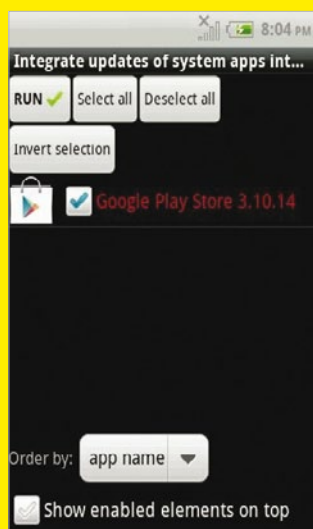 8:04 PM
Integrate updates of system apps int...
RUN Select all Deselect all
Invert selection
Google Play Store 3.10.14
Order by: app name
Show enabled elements on top